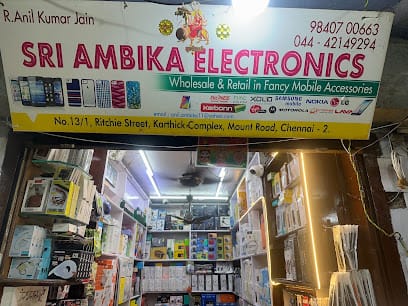 R.Anil Kumar Jain
98407 00663
044 - 42149294
SRI AMBIKA ELECTRONICS
Wholesale & Retail in Fancy Mobile Accessories
XOLO SAMSUNG mobile NOKIA LG
Karbonn MOTOROLA LAVA
No.13/1, Ritchie Street, Karthick-Complex, Mount Road, Chennai - 2.